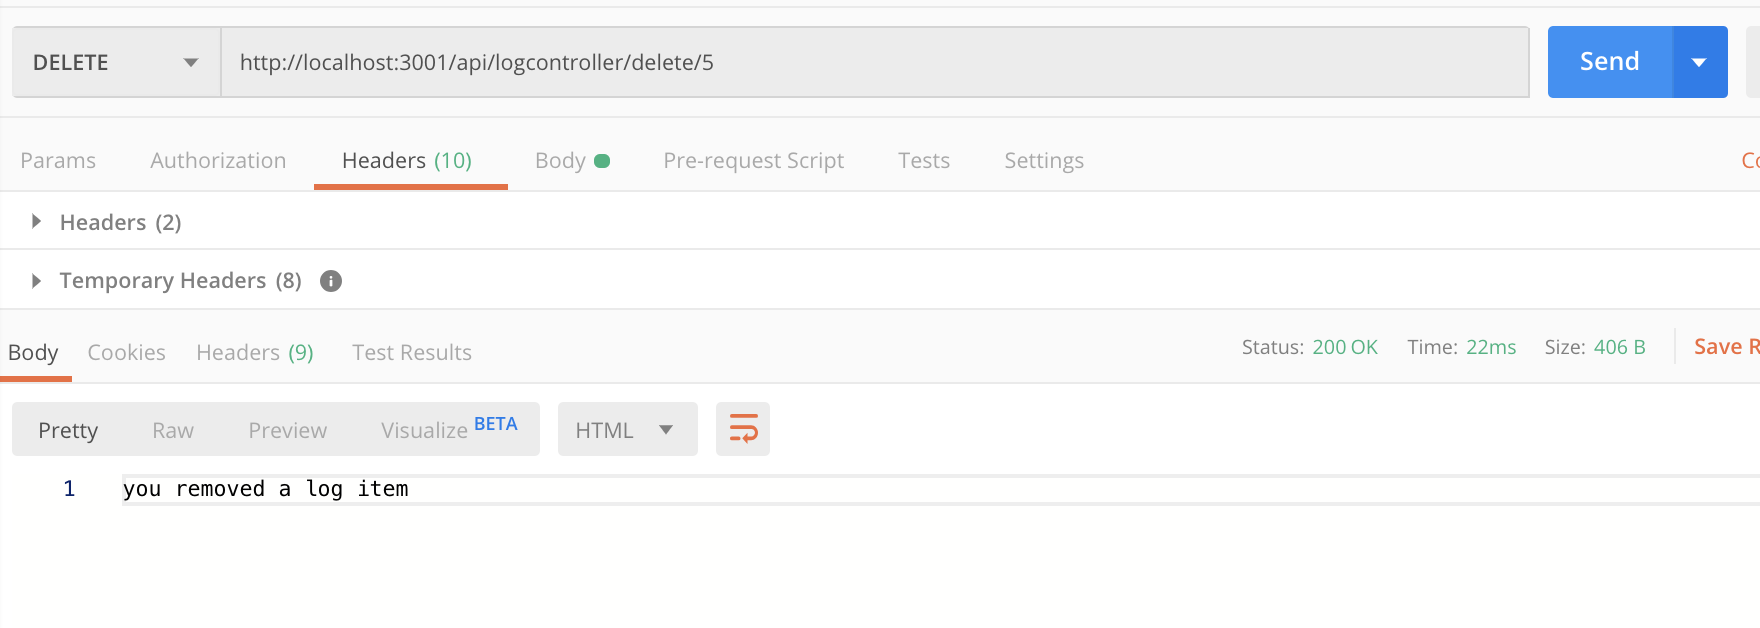 DELETE http://localhost:3001/api/logcontroller/delete/5 Send
Params Authorization Headers (10) Body Pre-request Script Tests Settings Co
Headers (2)
Temporary Headers (8) i
Body Cookies Headers (9) Test Results Status: 200 OK Time: 22ms Size: 406 B Save R
Pretty Raw Preview Visualize BETA HTML
1 you removed a log item